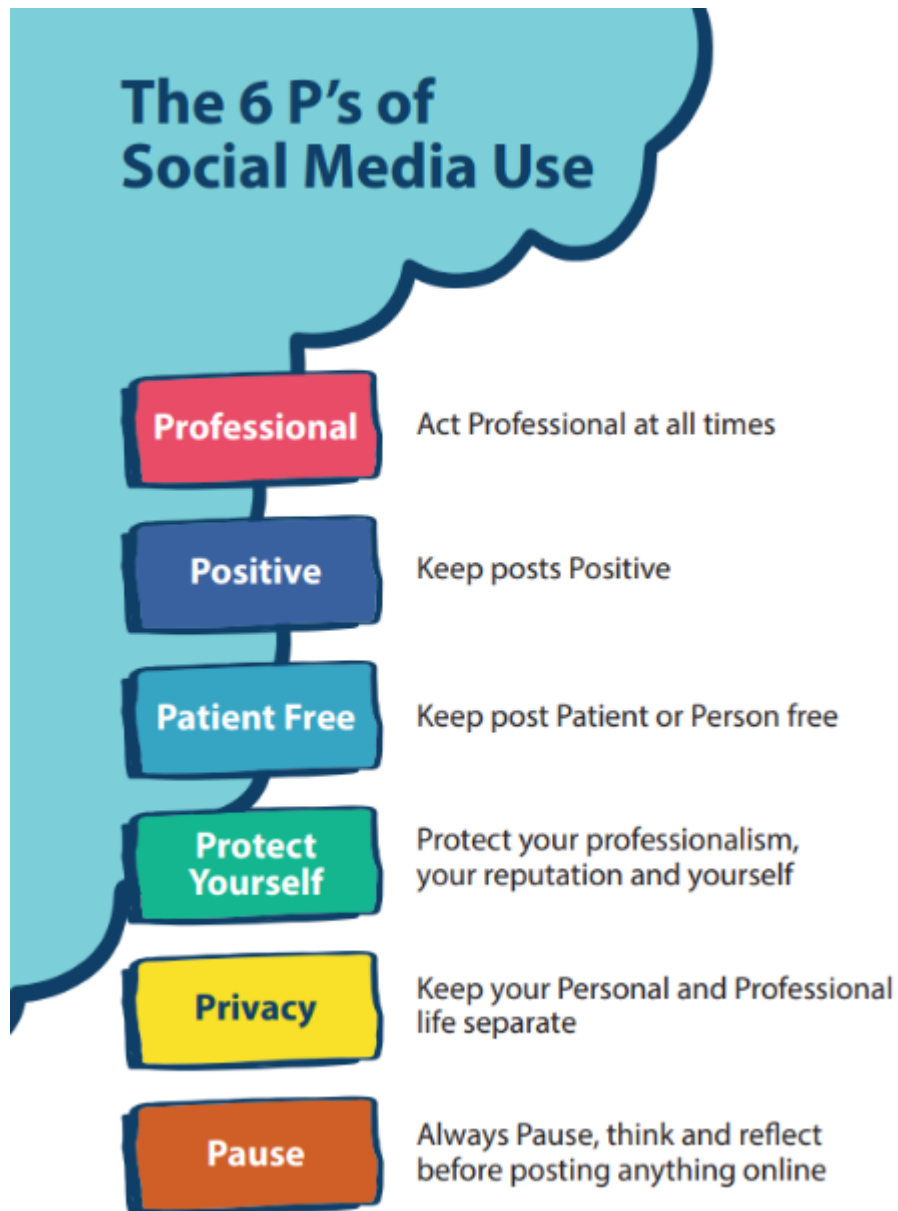 The 6 P’s of
Social Media Use
Professional
Act Professional at all times
Positive
Keep posts Positive
Patient Free
Keep post Patient or Person free
Protect
Yourself
Protect your professionalism,
your reputation and yourself
Privacy
Keep your Personal and Professional
life separate
Pause
Always Pause, think and reflect
before posting anything online